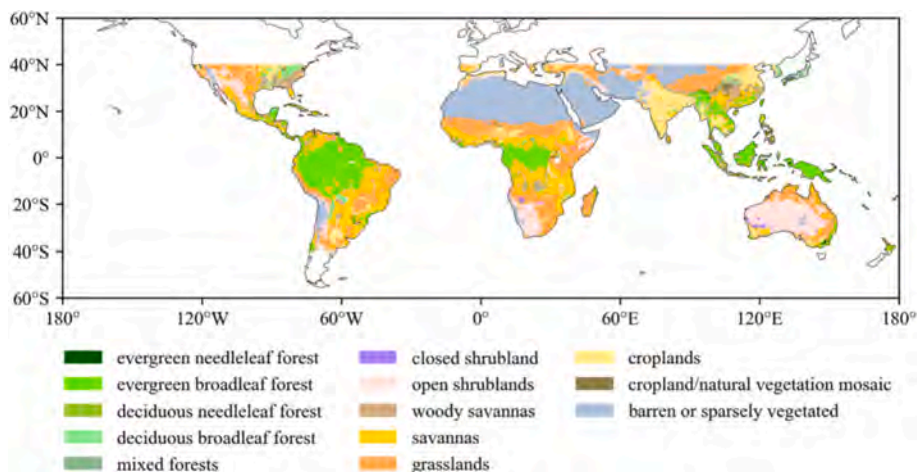 60°N
40°N
20°N
0°
20°S
40°S
60°S
180° 120°W 60°W 0° 60°E 120°E 180°
evergreen needleleaf forest closed shrubland croplands
evergreen broadleaf forest open shrublands cropland/natural vegetation mosaic
deciduous needleleaf forest woody savannas barren or sparsely vegetated
deciduous broadleaf forest savannas
mixed forests grasslands